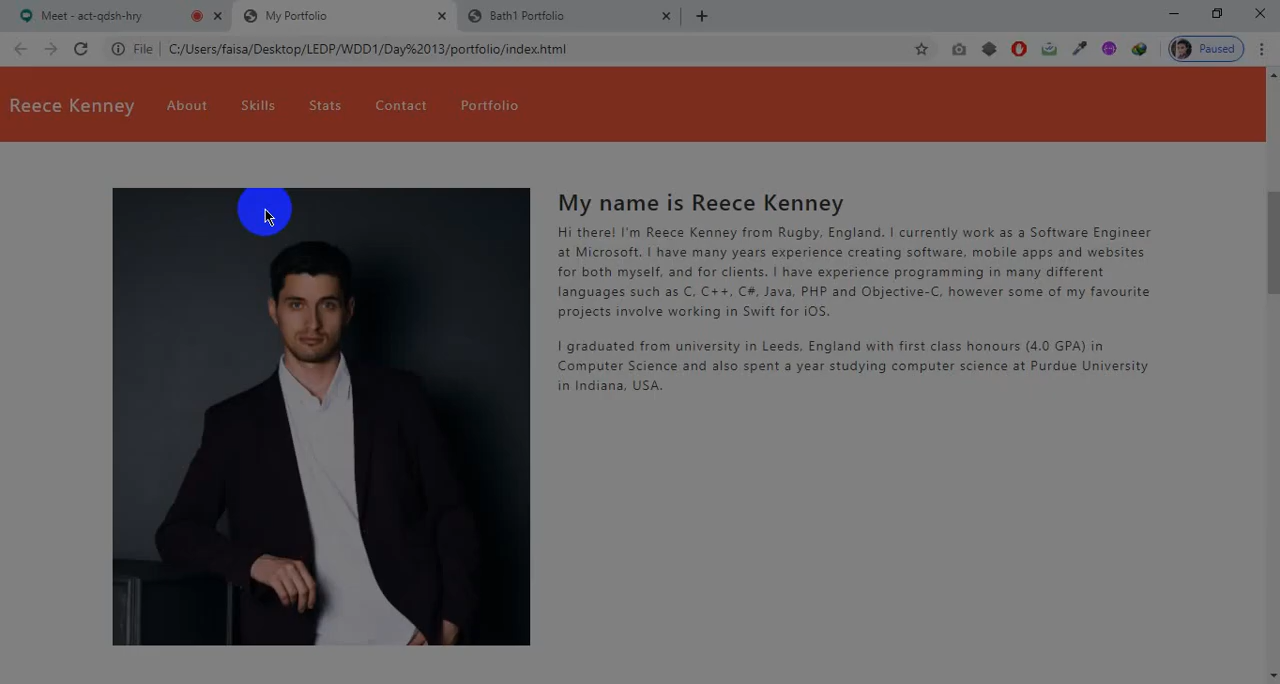 Meet - act-qdsh-hry
My Portfolio
Bath1 Portfolio
File
C:/Users/faisa/Desktop/LEDP/WDD1/Day%2013/portfolio/index.html
Paused
Reece Kenney
About
Skills
Stats
Contact
Portfolio
My name is Reece Kenney
Hi there! I'm Reece Kenney from Rugby, England. I currently work as a Software Engineer
at Microsoft. I have many years experience creating software, mobile apps and websites
for both myself, and for clients. I have experience programming in many different
languages such as C, C++, C#, Java, PHP and Objective-C, however some of my favourite
projects involve working in Swift for iOS.
I graduated from university in Leeds, England with first class honours (4.0 GPA) in
Computer Science and also spent a year studying computer science at Purdue University
in Indiana, USA.